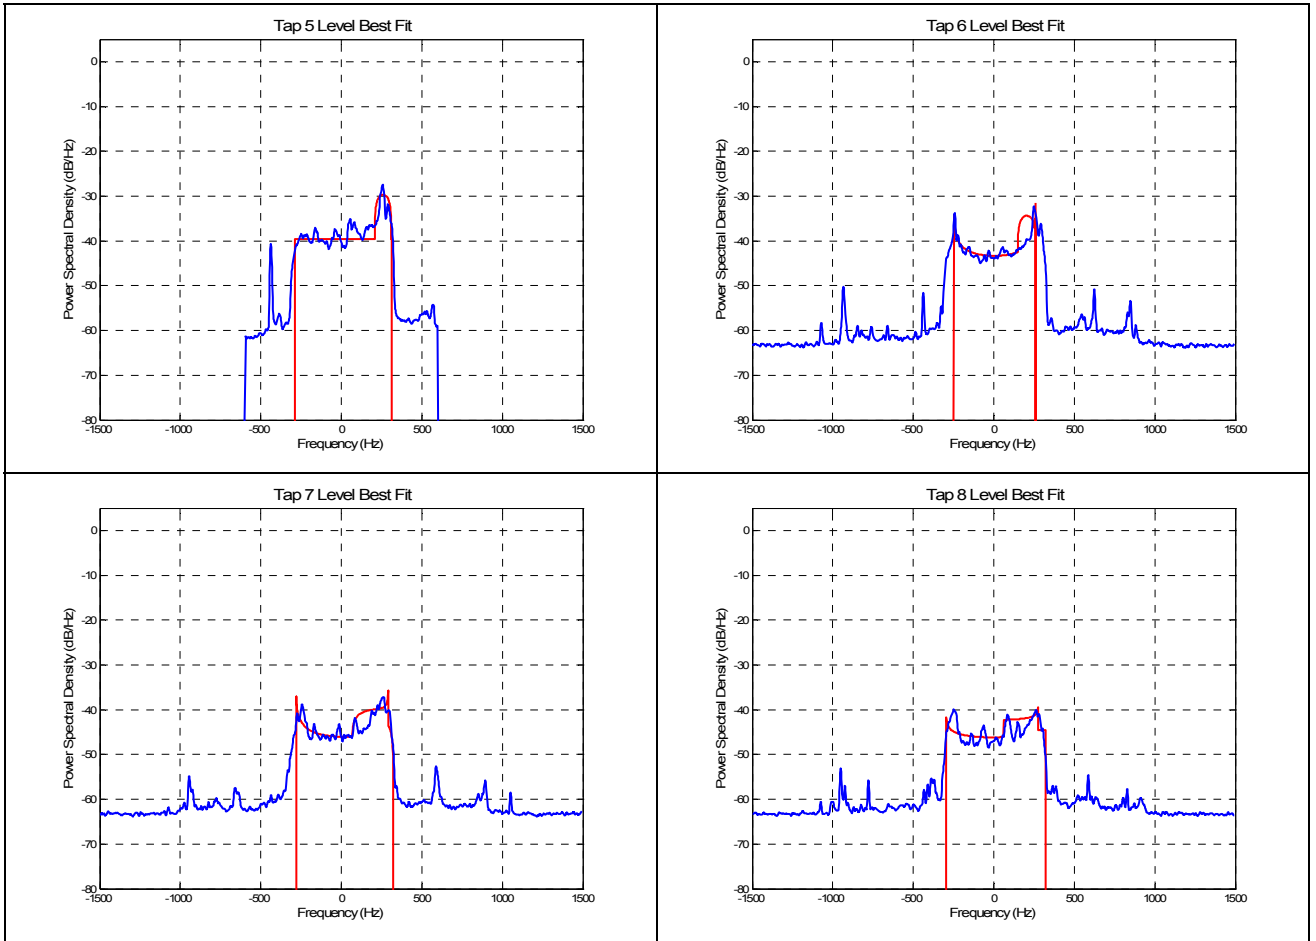 Tap 5 Level Best Fit
0
-10
-20
-30
-40
-50
-60
-70
-80
Power Spectral Density (dB/Hz)
-1500 -1000 -500 0 500 1000 1500
Frequency (Hz)
Tap 6 Level Best Fit
0
-10
-20
-30
-40
-50
-60
-70
-80
Power Spectral Density (dB/Hz)
-1500 -1000 -500 0 500 1000 1500
Frequency (Hz)
Tap 7 Level Best Fit
0
-10
-20
-30
-40
-50
-60
-70
-80
Power Spectral Density (dB/Hz)
-1500 -1000 -500 0 500 1000 1500
Frequency (Hz)
Tap 8 Level Best Fit
0
-10
-20
-30
-40
-50
-60
-70
-80
Power Spectral Density (dB/Hz)
-1500 -1000 -500 0 500 1000 1500
Frequency (Hz)